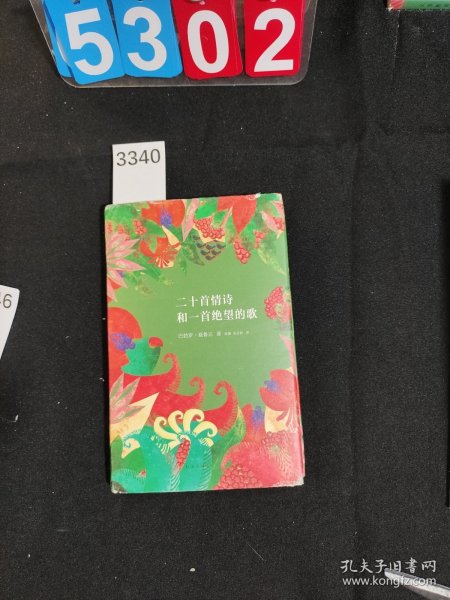 5302
3340
二十首情诗
和一首绝望的歌
巴勃罗·聂鲁达 著
孔夫子旧书网
www.kongfz.com